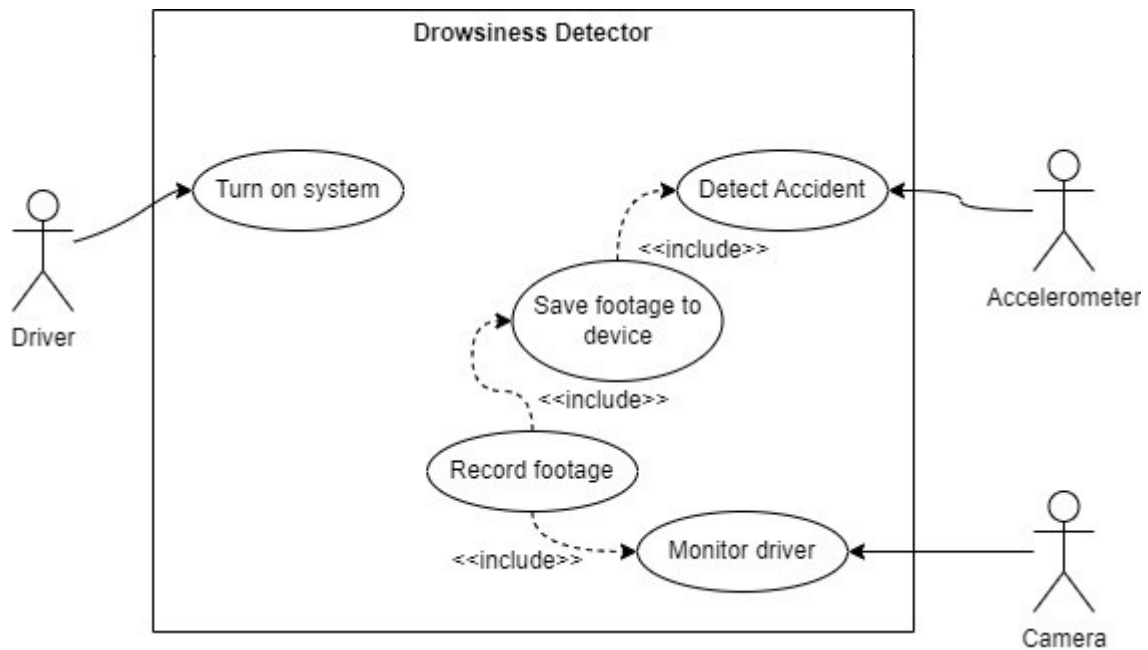 Drowsiness Detector
Turn on system
Detect Accident
<<include>>
Save footage to
device
Accelerometer
Driver
<<include>>
Record footage
Monitor driver
<<include>>
Camera